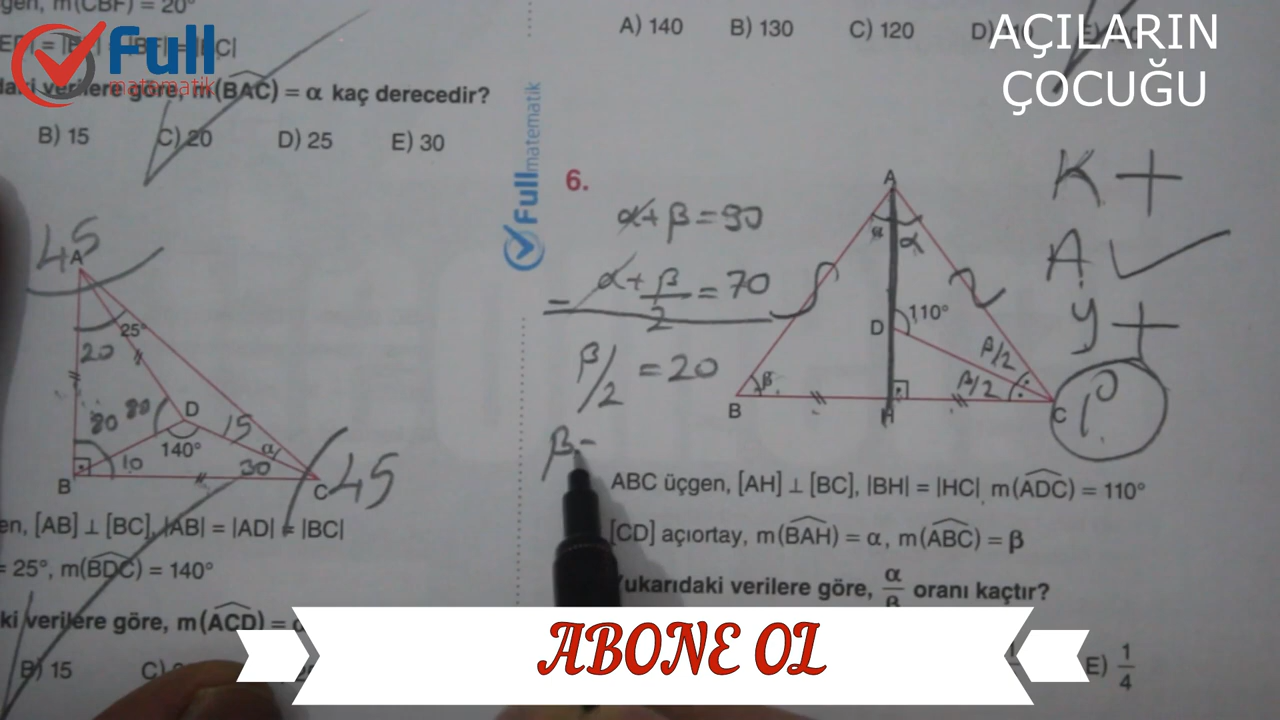 gen, m(CBF) = 20°
Full
matematik
daki verilere göre, m(BAC) = α kaç derecedir?
B) 15 C) 20 D) 25 E) 30
45
A
25°
20
80 80
D
15
140°
α
10
30
B
C
45
en, [AB] ⊥ [BC], |AB| = |AD| = |BC|
= 25°, m(BDC) = 140°
ki verilere göre, m(ACD) =
B) 15 C)
A) 140 B) 130 C) 120 D)
AÇILARIN
ÇOCUĞU
Fullmatematik
6.
α + β = 90
- α + β/2 = 70
β/2 = 20
β =
A
α
α
D
110°
β/2
β/2
β
B
H
C
K +
A ✓
Y +
P
ABC üçgen, [AH] ⊥ [BC], |BH| = |HC|, m(ADC) = 110°
[CD] açıortay, m(BAH) = α, m(ABC) = β
Yukarıdaki verilere göre, α/β oranı kaçtır?
E) 1/4
ABONE OL